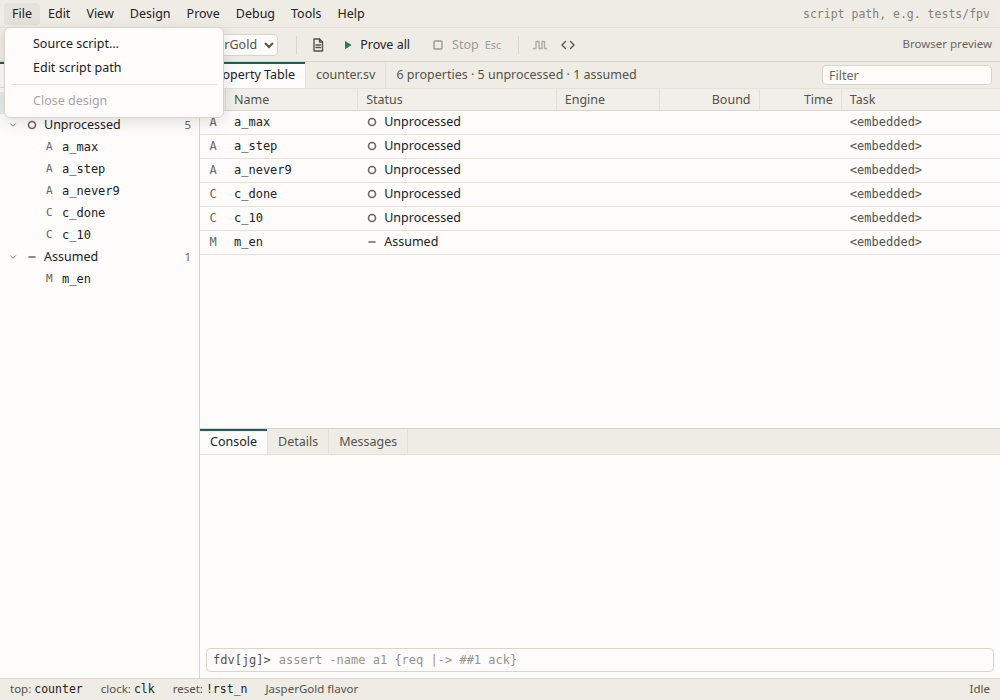 File Edit View Design Prove Debug Tools Help script path, e.g. tests/fpv
Source script...
Edit script path
Close design
rGold Prove all Stop Esc Browser preview
operty Table counter.sv 6 properties · 5 unprocessed · 1 assumed Filter
Name Status Engine Bound Time Task
Unprocessed 5
A a_max
A a_step
A a_never9
C c_done
C c_10
Assumed 1
M m_en
A a_max Unprocessed <embedded>
A a_step Unprocessed <embedded>
A a_never9 Unprocessed <embedded>
C c_done Unprocessed <embedded>
C c_10 Unprocessed <embedded>
M m_en Assumed <embedded>
Console Details Messages
fdv[jg]> assert -name a1 {req |-> ##1 ack}
top: counter clock: clk reset: !rst_n JasperGold flavor Idle